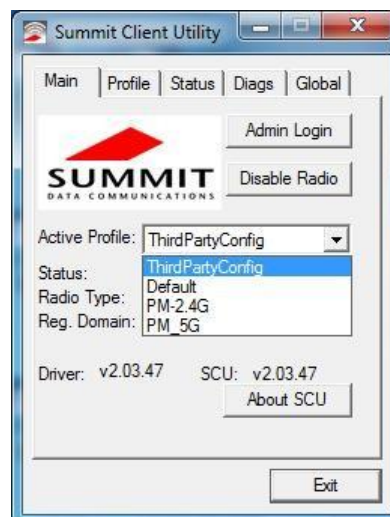 Summit Client Utility
Main Profile Status Diags Global
Admin Login
SUMMIT
DATA COMMUNICATIONS
Disable Radio
Active Profile: ThirdPartyConfig
Status:
Radio Type:
Reg. Domain:
ThirdPartyConfig
Default
PM-2.4G
PM_5G
Driver: v2.03.47 SCU: v2.03.47
About SCU
Exit